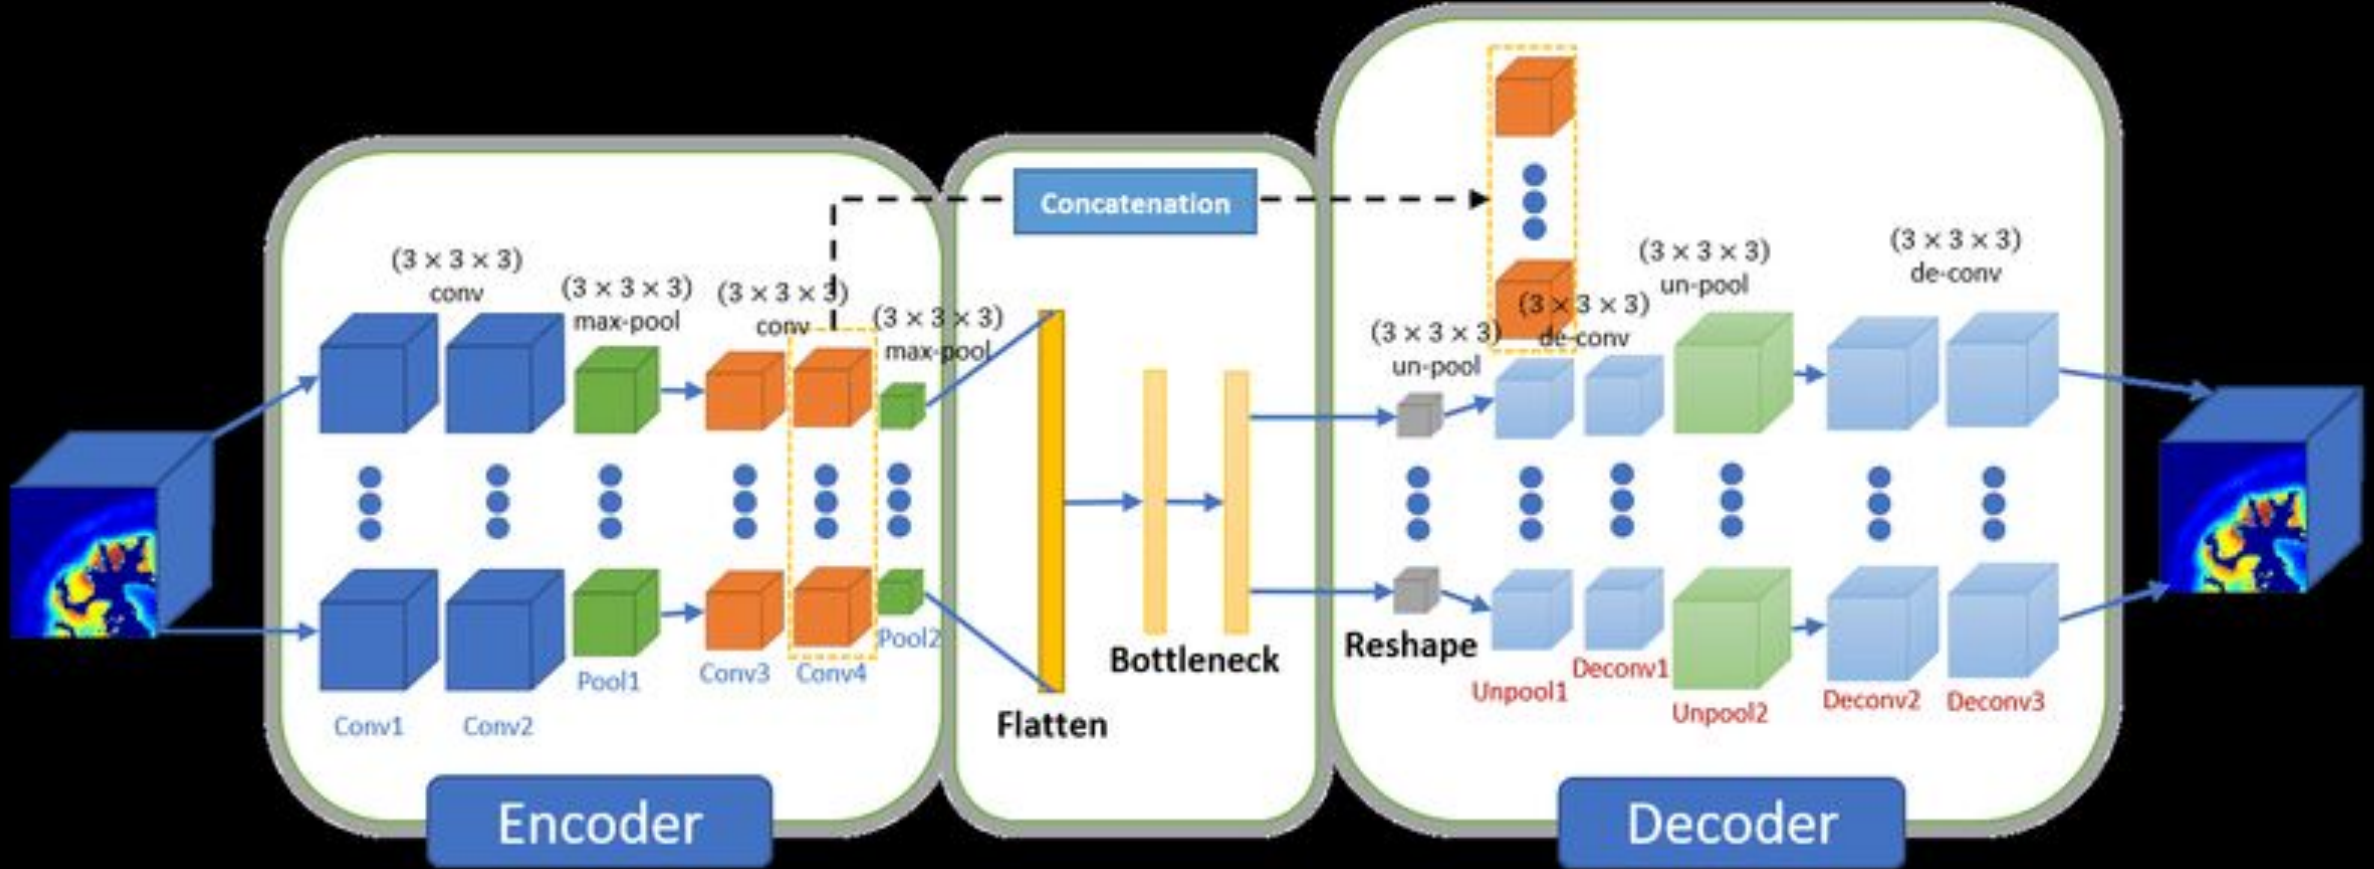 Concatenation
(3 × 3 × 3)
conv
(3 × 3 × 3)
max-pool
(3 × 3 × 3)
conv
(3 × 3 × 3)
max-pool
(3 × 3 × 3)
un-pool
(3 × 3 × 3)
de-conv
(3 × 3 × 3)
un-pool
(3 × 3 × 3)
de-conv
Conv1
Conv2
Pool1
Conv3
Conv4
Pool2
Flatten
Bottleneck
Reshape
Unpool1
Deconv1
Unpool2
Deconv2
Deconv3
Encoder
Decoder